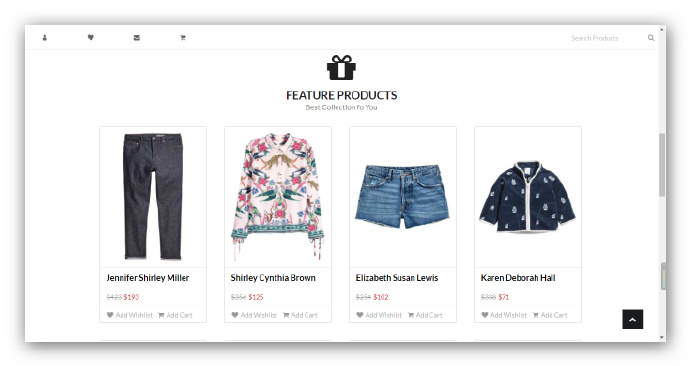 Search Products
FEATURE PRODUCTS
Best Collection fo You
Jennifer Shirley Miller
$423 $193
Add Wishlist Add Cart
Shirley Cynthia Brown
$354 $125
Add Wishlist Add Cart
Elizabeth Susan Lewis
$254 $102
Add Wishlist Add Cart
Karen Deborah Hall
$71
Add Wishlist Add Cart